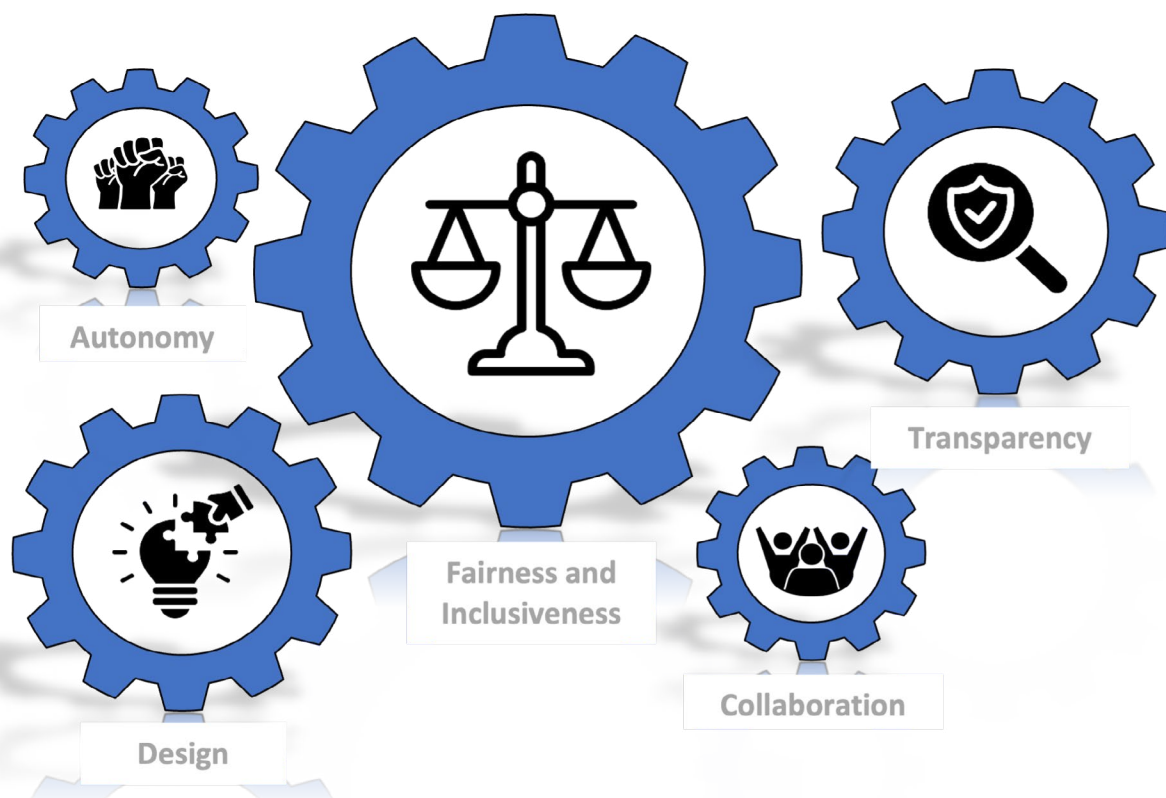 Autonomy
Transparency
Fairness and
Inclusiveness
Collaboration
Design